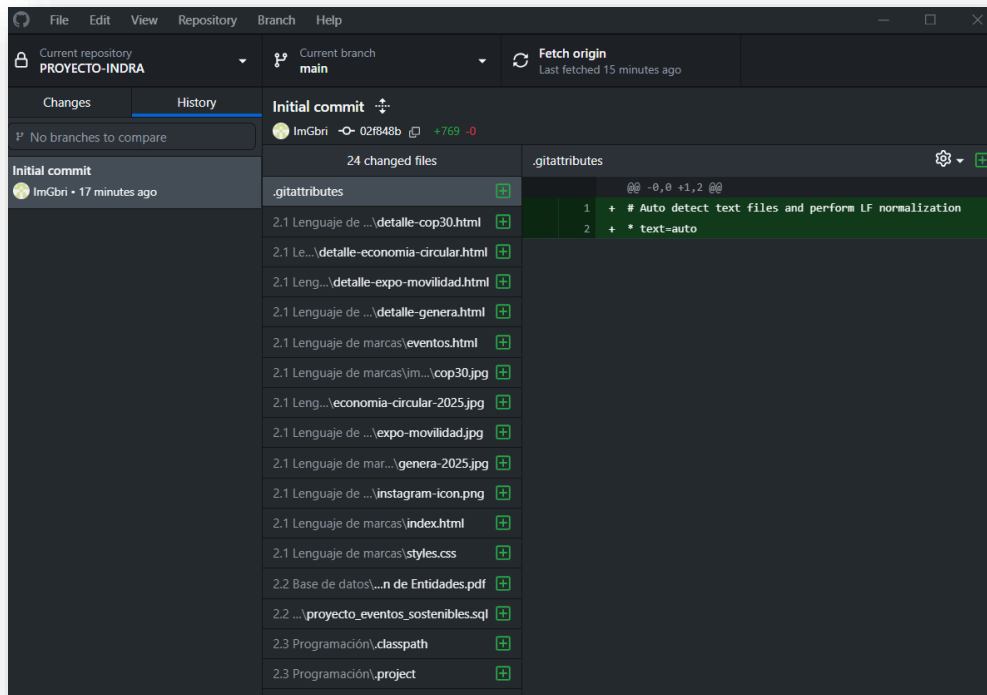 File Edit View Repository Branch Help
Current repository
PROYECTO-INDRA
Current branch
main
Fetch origin
Last fetched 15 minutes ago
Changes History
No branches to compare
Initial commit
ImGbri • 17 minutes ago
Initial commit
ImGbri 02f848b +769 -0
24 changed files
.gitattributes
2.1 Lenguaje de ...\detalle-cop30.html
2.1 Le...\detalle-economia-circular.html
2.1 Leng...\detalle-expo-movilidad.html
2.1 Lenguaje de ...\detalle-genera.html
2.1 Lenguaje de marcas\eventos.html
2.1 Lenguaje de marcas\im...\cop30.jpg
2.1 Leng...\economia-circular-2025.jpg
2.1 Lenguaje de ...\expo-movilidad.jpg
2.1 Lenguaje de mar...\genera-2025.jpg
2.1 Lenguaje de ...\instagram-icon.png
2.1 Lenguaje de marcas\index.html
2.1 Lenguaje de marcas\styles.css
2.2 Base de datos\...n de Entidades.pdf
2.2 ...\proyecto_eventos_sostenibles.sql
2.3 Programación\.classpath
2.3 Programación\.project
.gitattributes
@@ -0,0 +1,2 @@
1 + # Auto detect text files and perform LF normalization
2 + * text=auto